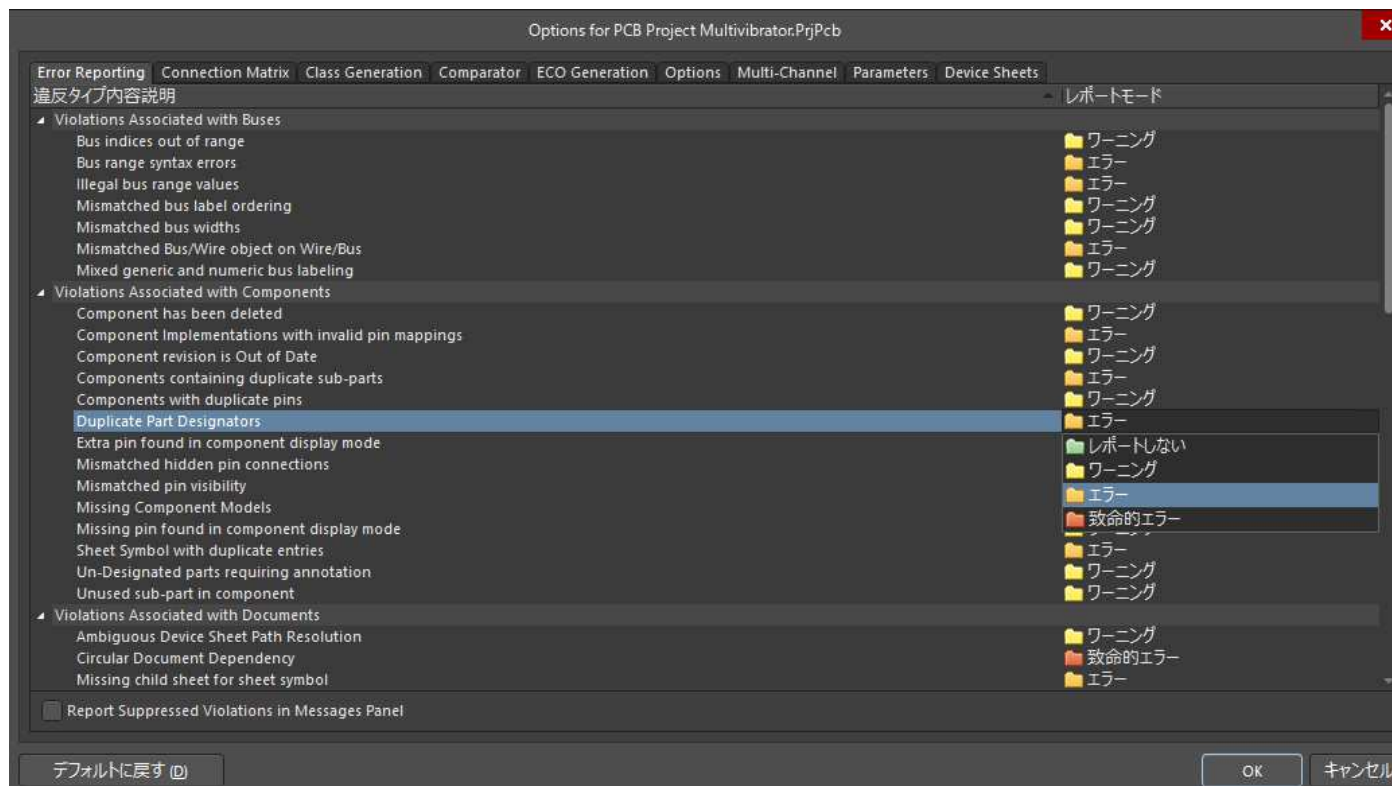 Options for PCB Project Multivibrator.PrjPcb
Error Reporting Connection Matrix Class Generation Comparator ECO Generation Options Multi-Channel Parameters Device Sheets
違反タイプ内容説明 レポートモード
Violations Associated with Buses
Bus indices out of range ワーニング
Bus range syntax errors エラー
Illegal bus range values エラー
Mismatched bus label ordering ワーニング
Mismatched bus widths ワーニング
Mismatched Bus/Wire object on Wire/Bus エラー
Mixed generic and numeric bus labeling ワーニング
Violations Associated with Components
Component has been deleted ワーニング
Component Implementations with invalid pin mappings エラー
Component revision is Out of Date ワーニング
Components containing duplicate sub-parts エラー
Components with duplicate pins ワーニング
Duplicate Part Designators エラー
Extra pin found in component display mode レポートしない
Mismatched hidden pin connections ワーニング
Mismatched pin visibility エラー
Missing Component Models 致命的エラー
Missing pin found in component display mode
Sheet Symbol with duplicate entries エラー
Un-Designated parts requiring annotation ワーニング
Unused sub-part in component ワーニング
Violations Associated with Documents
Ambiguous Device Sheet Path Resolution ワーニング
Circular Document Dependency 致命的エラー
Missing child sheet for sheet symbol エラー
Report Suppressed Violations in Messages Panel
デフォルトに戻す (D) OK キャンセル